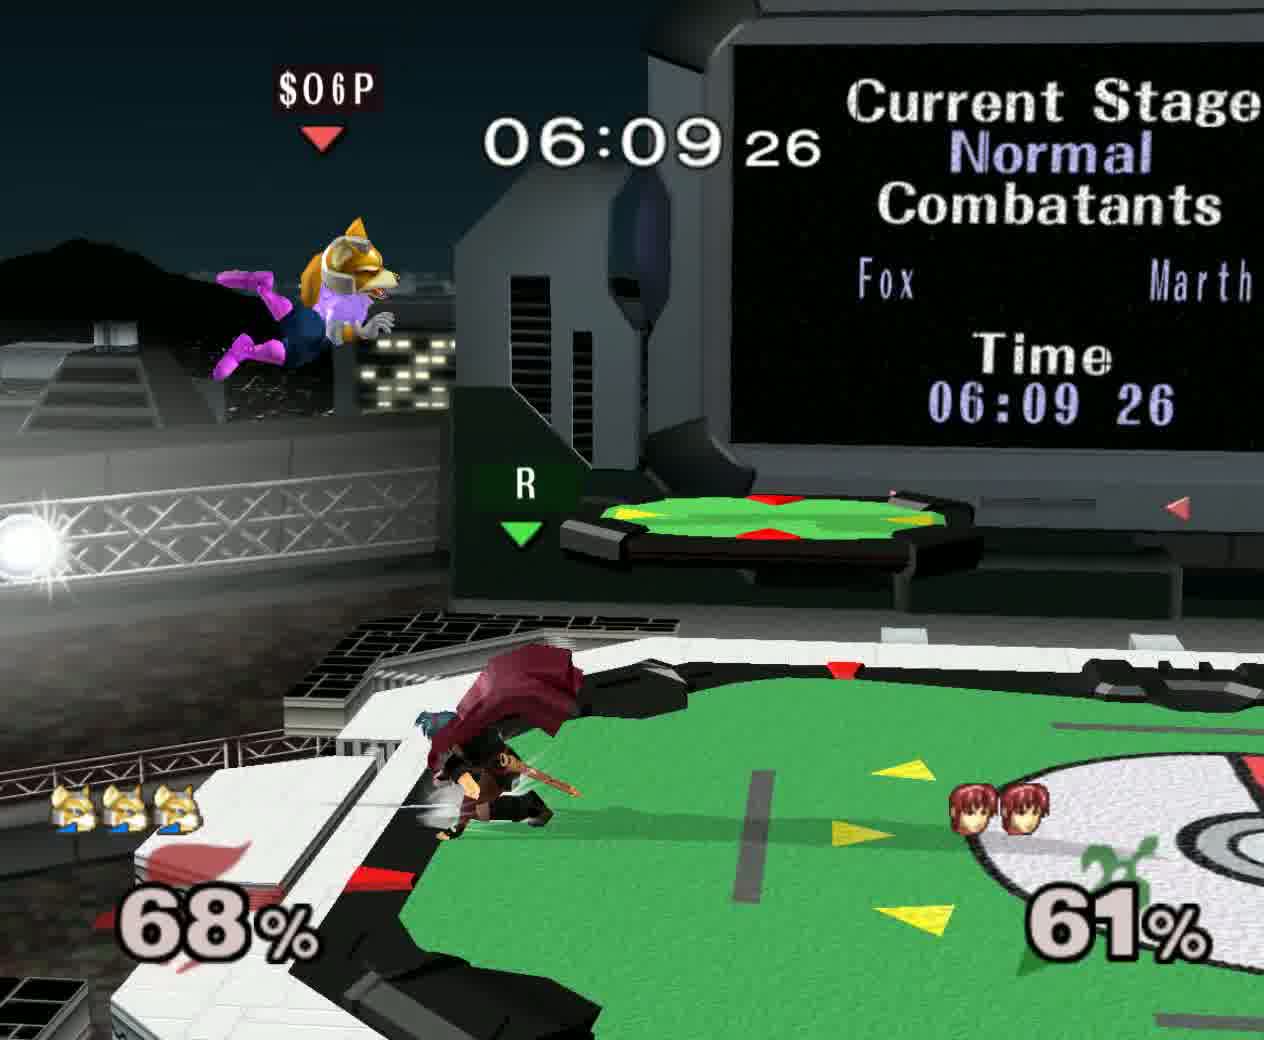 $06P
06:09 26
Current Stage
Normal
Combatants
Fox Marth
Time
06:09 26
R
68%
61%